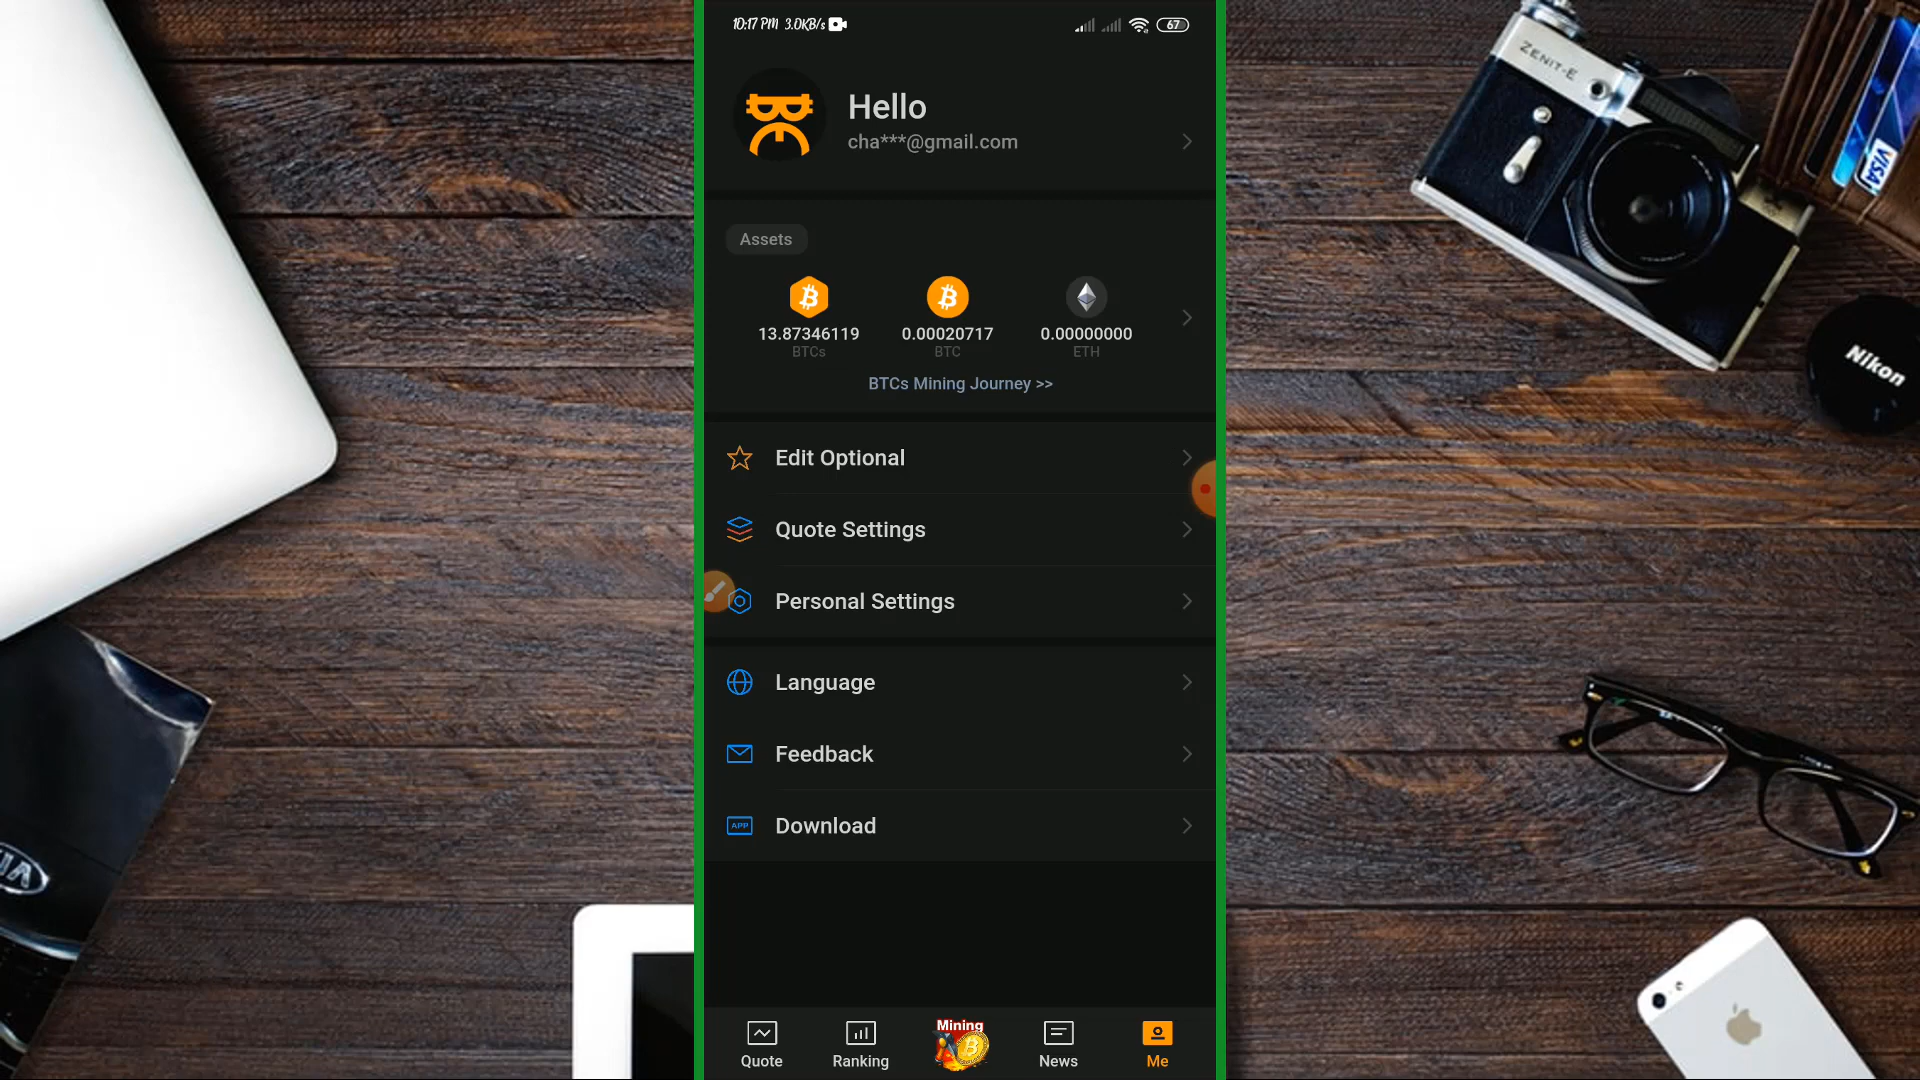 10:17 PM 3.0KB/s
67
Hello
cha***@gmail.com
Assets
13.87346119
BTCs
0.00020717
BTC
0.00000000
ETH
BTCs Mining Journey >>
Edit Optional
Quote Settings
Personal Settings
Language
Feedback
APP
Download
Quote
Ranking
Mining
News
Me
ZENIT-E
VISA
Nikon